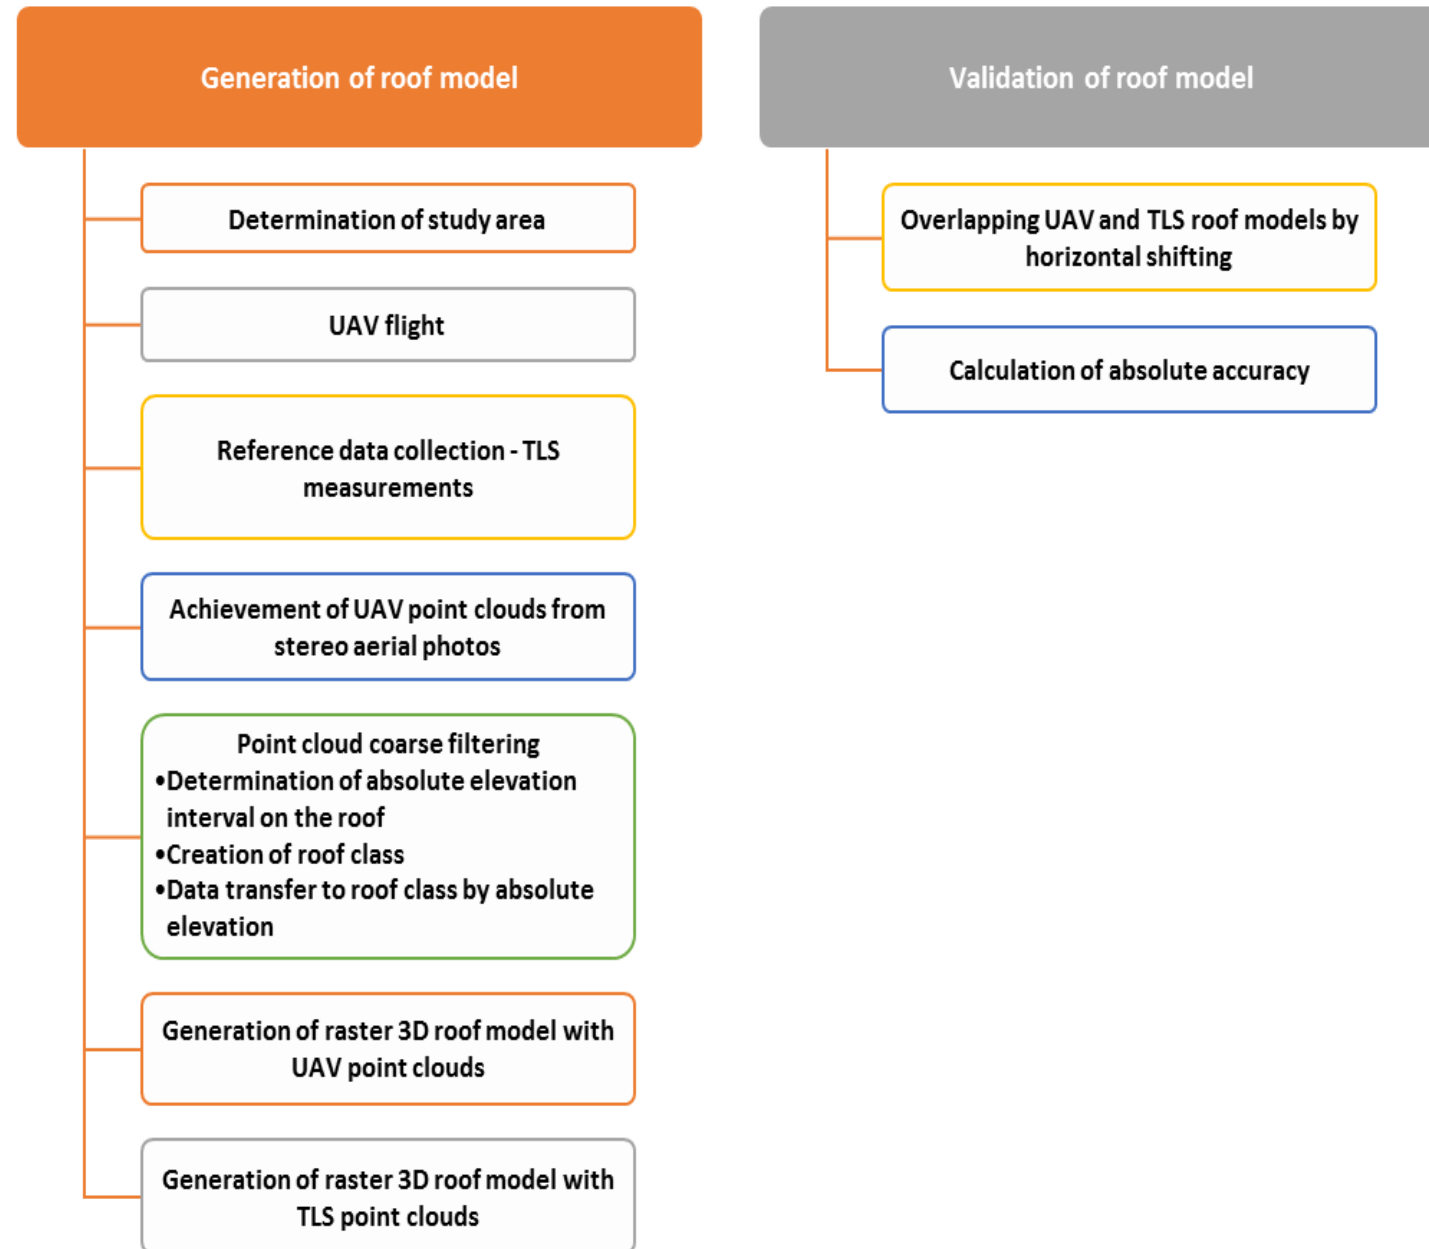 Generation of roof model
Determination of study area
UAV flight
Reference data collection - TLS
measurements
Achievement of UAV point clouds from
stereo aerial photos
Point cloud coarse filtering
•Determination of absolute elevation
interval on the roof
•Creation of roof class
•Data transfer to roof class by absolute
elevation
Generation of raster 3D roof model with
UAV point clouds
Generation of raster 3D roof model with
TLS point clouds
Validation of roof model
Overlapping UAV and TLS roof models by
horizontal shifting
Calculation of absolute accuracy